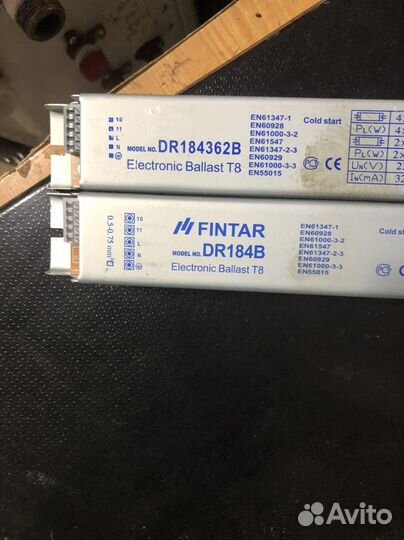 10
11
L
N
MODEL NO. DR184362B
Electronic Ballast T8
EN61347-1
EN60928
EN61000-3-2
EN61547
EN61347-2-3
EN60929
EN61000-3-3
EN55015
Cold start
PL(W)
UN(V)
IN(mA)
0.5-0.75mm²
10
11
L
N
FINTAR
MODEL NO. DR184B
Electronic Ballast T8
EN61347-1
EN60928
EN61000-3-2
EN61547
EN61347-2-3
EN60929
EN61000-3-3
EN55015
Cold start
Avito